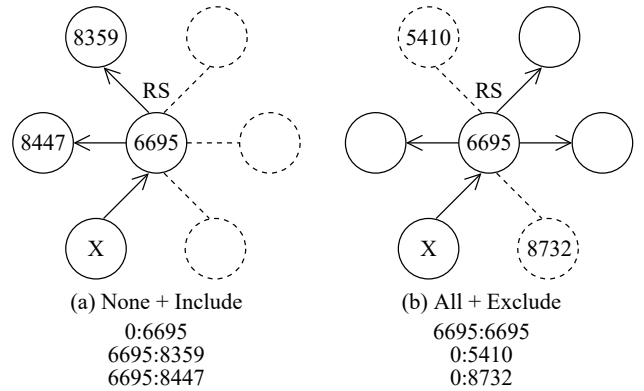 8359
RS
8447
6695
X
(a) None + Include
0:6695
6695:8359
6695:8447
5410
RS
6695
X
8732
(b) All + Exclude
6695:6695
0:5410
0:8732